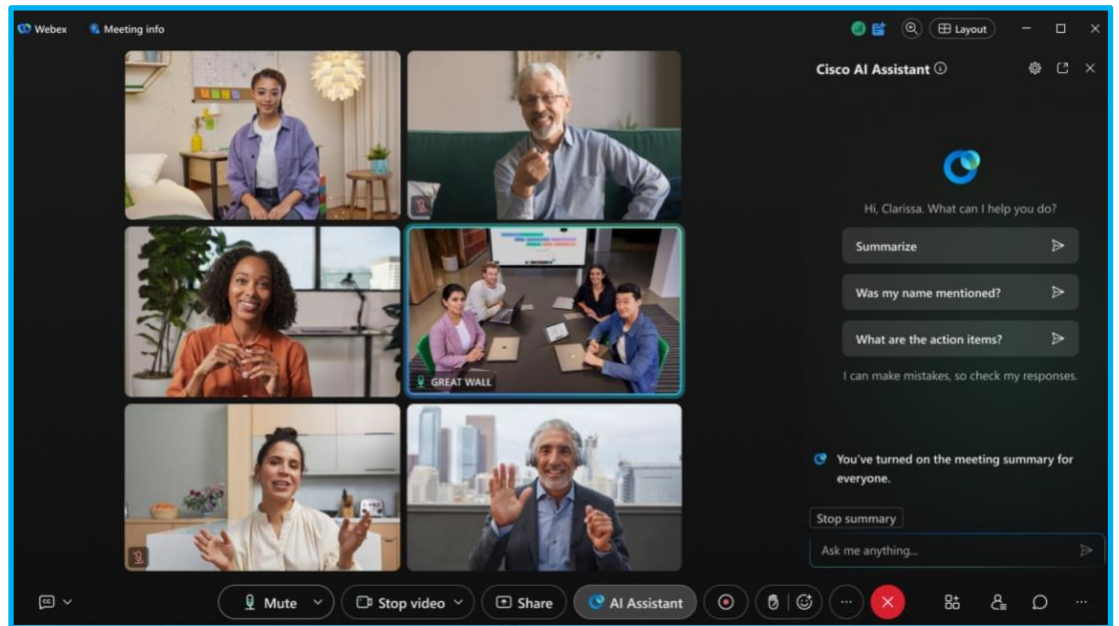 Webex
Meeting info
Layout
Cisco AI Assistant
Hi, Clarissa. What can I help you do?
Summarize
Was my name mentioned?
What are the action items?
I can make mistakes, so check my responses.
GREAT WALL
You've turned on the meeting summary for
everyone.
Stop summary
Ask me anything...
CC
Mute
Stop video
Share
AI Assistant